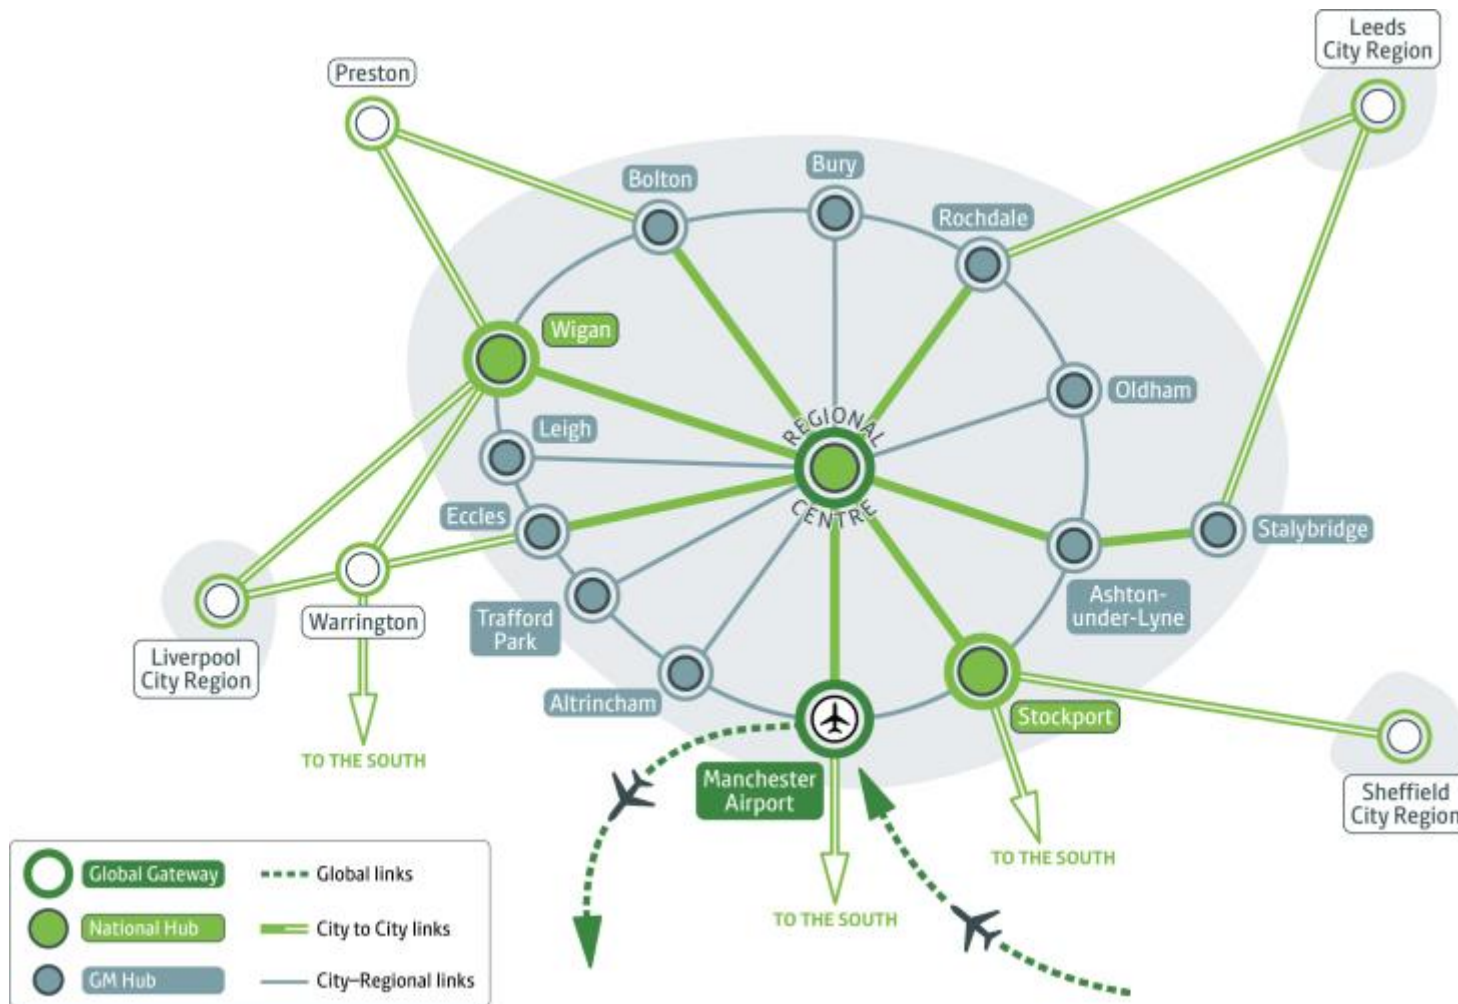 Leeds
City Region
Preston
Bury
Bolton
Rochdale
Wigan
Oldham
REGIONAL
CENTRE
Leigh
Eccles
Stalybridge
Ashton-
under-Lyne
Warrington
Trafford
Park
Liverpool
City Region
Altrincham
Stockport
TO THE SOUTH
Manchester
Airport
Sheffield
City Region
TO THE SOUTH
TO THE SOUTH
Global Gateway
Global links
National Hub
City to City links
GM Hub
City–Regional links